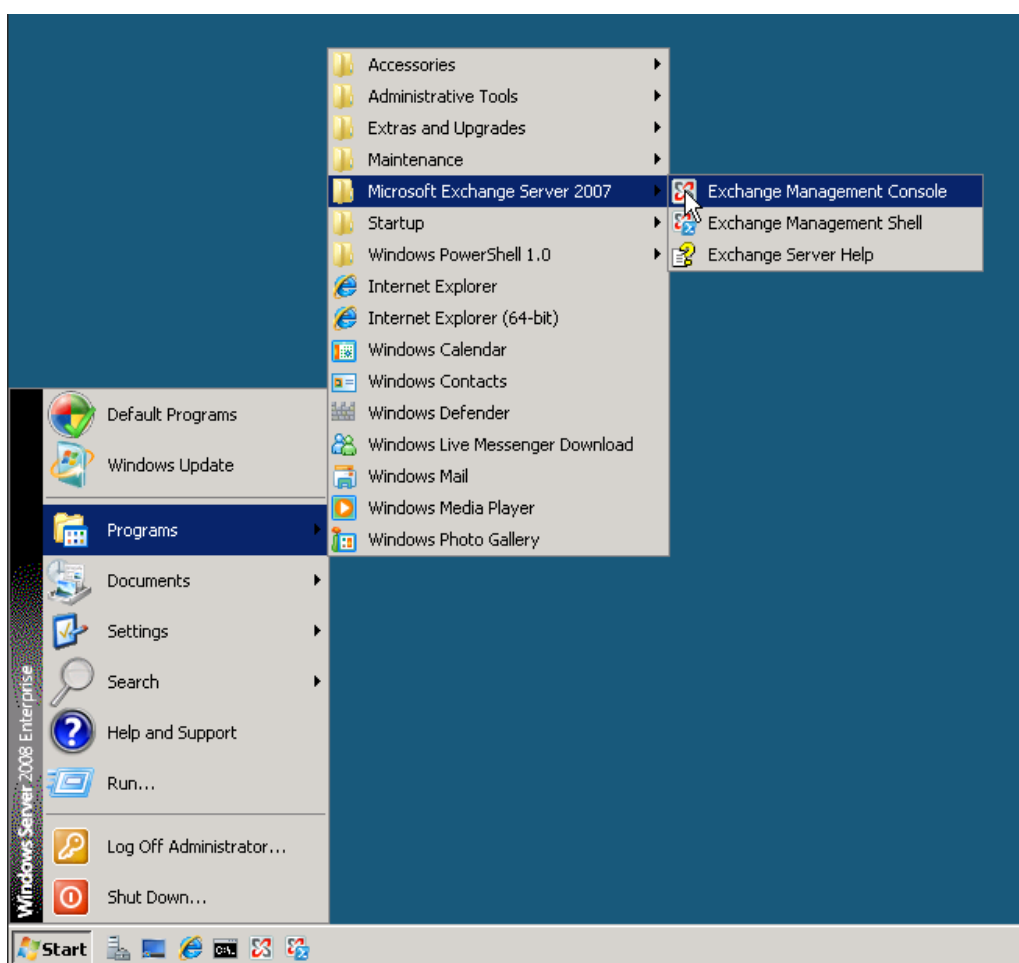 Accessories
Administrative Tools
Extras and Upgrades
Maintenance
Microsoft Exchange Server 2007
Startup
Windows PowerShell 1.0
Internet Explorer
Internet Explorer (64-bit)
Windows Calendar
Windows Contacts
Windows Defender
Windows Live Messenger Download
Windows Mail
Windows Media Player
Windows Photo Gallery
Exchange Management Console
Exchange Management Shell
Exchange Server Help
Default Programs
Windows Update
Programs
Documents
Settings
Search
Help and Support
Run...
Log Off Administrator...
Shut Down...
Windows Server 2008 Enterprise
Start